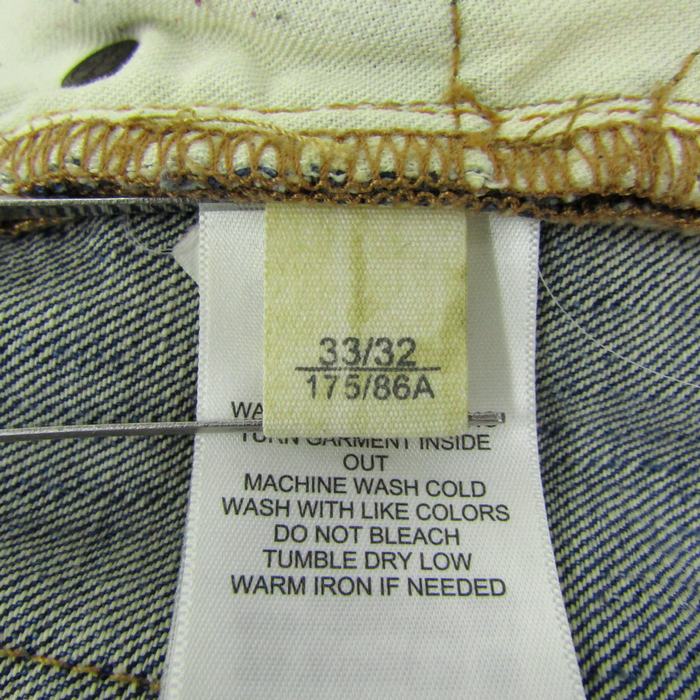 33/32
175/86A
TURN GARMENT INSIDE
OUT
MACHINE WASH COLD
WASH WITH LIKE COLORS
DO NOT BLEACH
TUMBLE DRY LOW
WARM IRON IF NEEDED